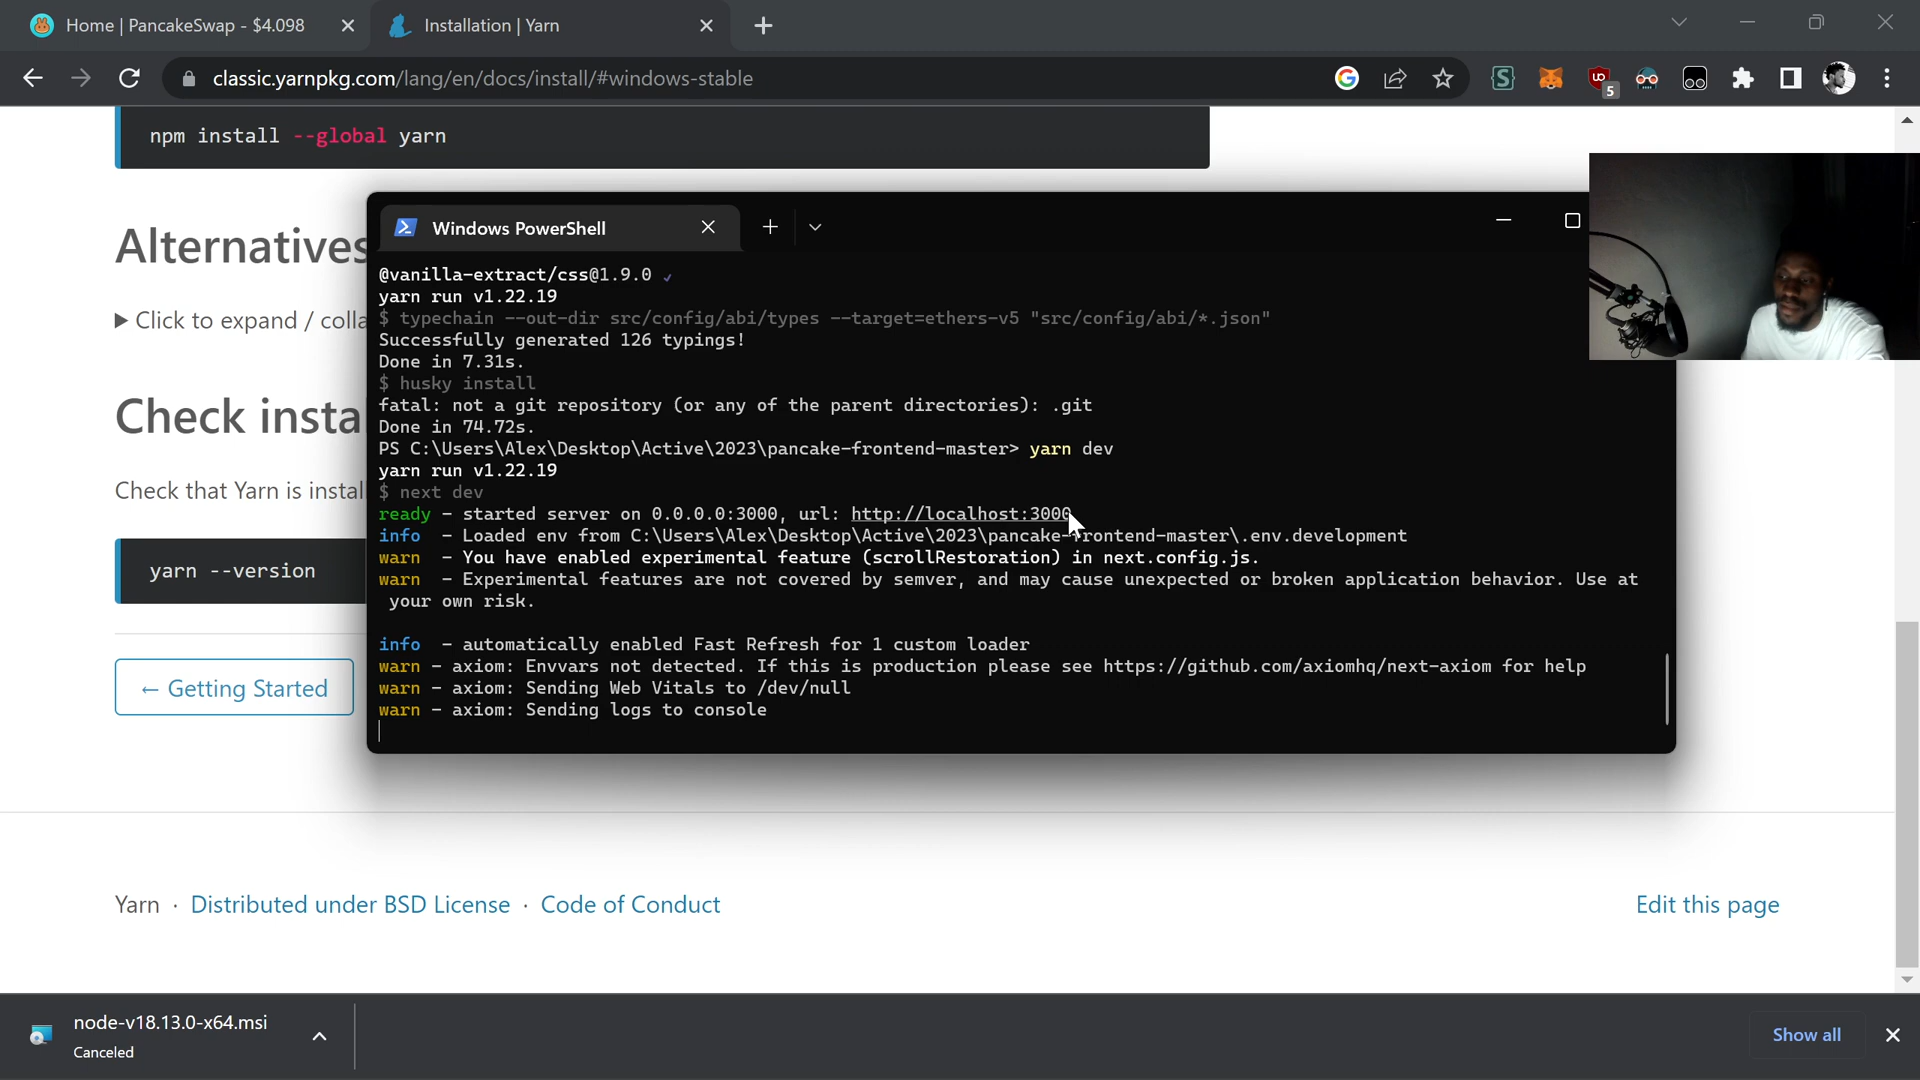 Home | PancakeSwap - $4.098
Installation | Yarn
classic.yarnpkg.com/lang/en/docs/install/#windows-stable
5
npm install --global yarn
Alternatives
Click to expand / colla
Check insta
Check that Yarn is instal
yarn --version
← Getting Started
Windows PowerShell
@vanilla-extract/css@1.9.0 ✓
yarn run v1.22.19
$ typechain --out-dir src/config/abi/types --target=ethers-v5 "src/config/abi/*.json"
Successfully generated 126 typings!
Done in 7.31s.
$ husky install
fatal: not a git repository (or any of the parent directories): .git
Done in 74.72s.
PS C:\Users\Alex\Desktop\Active\2023\pancake-frontend-master> yarn dev
yarn run v1.22.19
$ next dev
ready - started server on 0.0.0.0:3000, url: http://localhost:3000
info - Loaded env from C:\Users\Alex\Desktop\Active\2023\pancake-frontend-master\.env.development
warn - You have enabled experimental feature (scrollRestoration) in next.config.js.
warn - Experimental features are not covered by semver, and may cause unexpected or broken application behavior. Use at
your own risk.
info - automatically enabled Fast Refresh for 1 custom loader
warn - axiom: Envvars not detected. If this is production please see https://github.com/axiomhq/next-axiom for help
warn - axiom: Sending Web Vitals to /dev/null
warn - axiom: Sending logs to console
Yarn · Distributed under BSD License · Code of Conduct
Edit this page
node-v18.13.0-x64.msi
Canceled
Show all